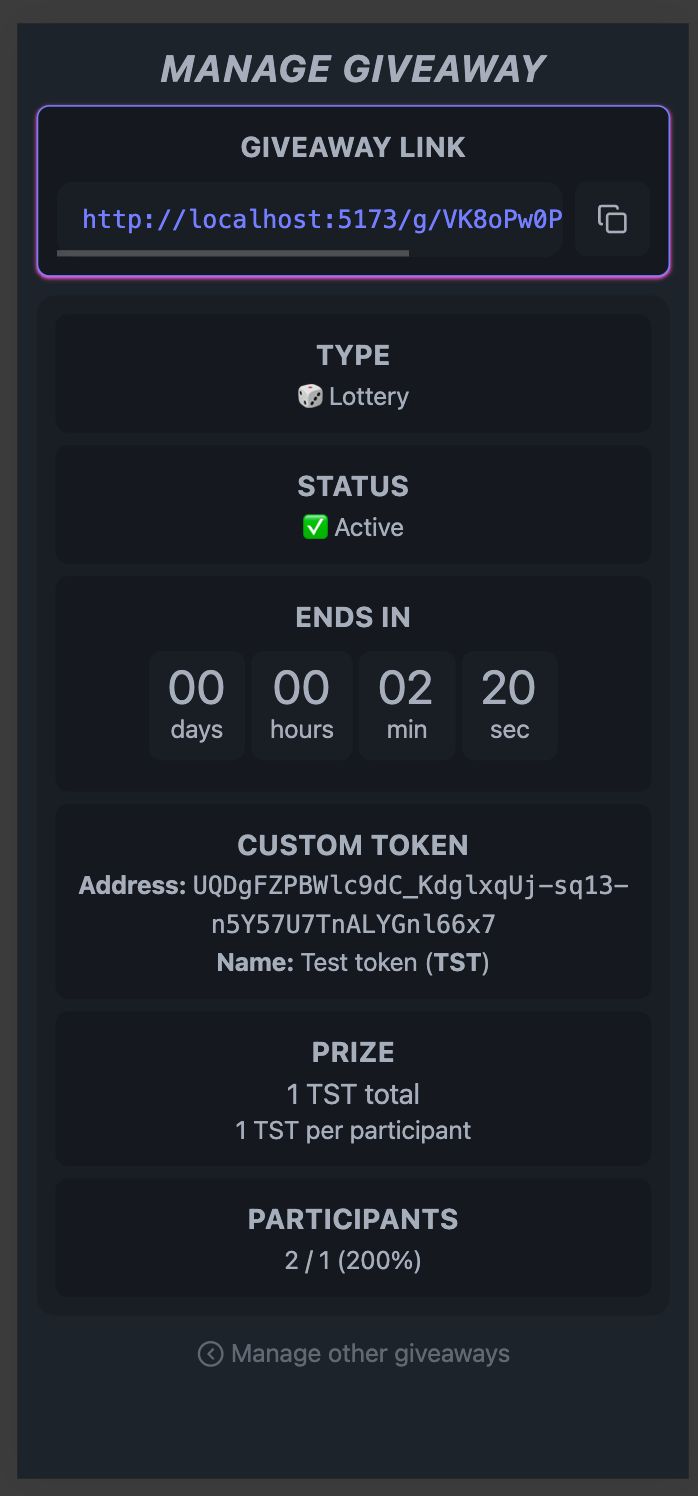 MANAGE GIVEAWAY
GIVEAWAY LINK
http://localhost:5173/g/VK8oPw0P
TYPE
🎲 Lottery
STATUS
✅ Active
ENDS IN
00 00 02 20
days hours min sec
CUSTOM TOKEN
Address: UQDgFZPBWlc9dC_KdglxqUj-sq13-
n5Y57U7TnALYGnl66x7
Name: Test token (TST)
PRIZE
1 TST total
1 TST per participant
PARTICIPANTS
2 / 1 (200%)
Manage other giveaways